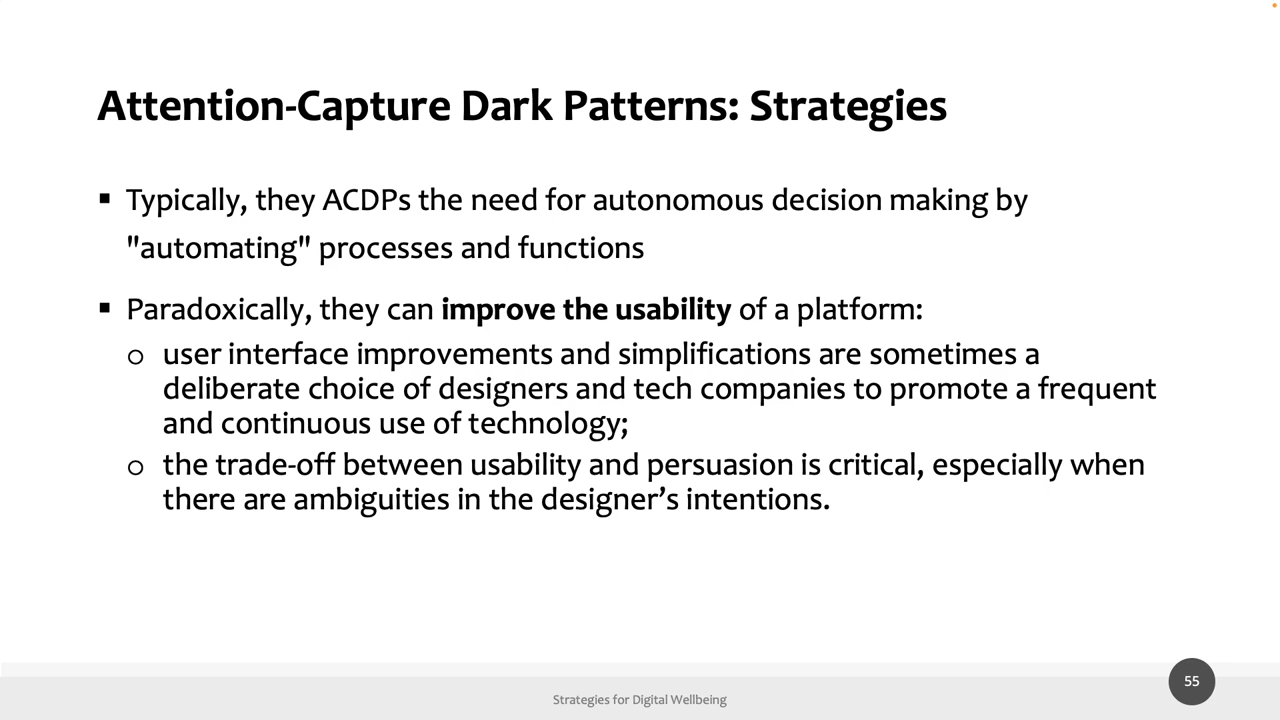 Attention-Capture Dark Patterns: Strategies
▪ Typically, they ACDPs the need for autonomous decision making by
"automating" processes and functions
▪ Paradoxically, they can improve the usability of a platform:
o user interface improvements and simplifications are sometimes a
deliberate choice of designers and tech companies to promote a frequent
and continuous use of technology;
o the trade-off between usability and persuasion is critical, especially when
there are ambiguities in the designer’s intentions.
55
Strategies for Digital Wellbeing